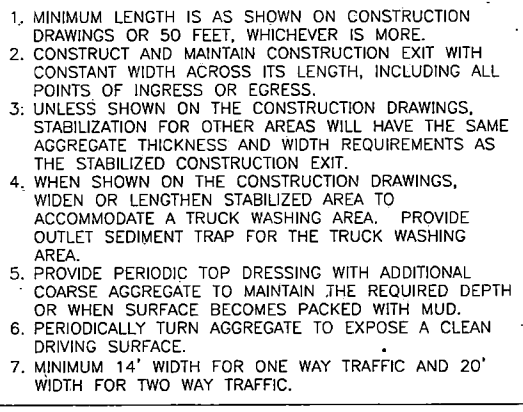 1. MINIMUM LENGTH IS AS SHOWN ON CONSTRUCTION
DRAWINGS OR 50 FEET, WHICHEVER IS MORE.
2. CONSTRUCT AND MAINTAIN CONSTRUCTION EXIT WITH
CONSTANT WIDTH ACROSS ITS LENGTH, INCLUDING ALL
POINTS OF INGRESS OR EGRESS.
3. UNLESS SHOWN ON THE CONSTRUCTION DRAWINGS,
STABILIZATION FOR OTHER AREAS WILL HAVE THE SAME
AGGREGATE THICKNESS AND WIDTH REQUIREMENTS AS
THE STABILIZED CONSTRUCTION EXIT.
4. WHEN SHOWN ON THE CONSTRUCTION DRAWINGS,
WIDEN OR LENGTHEN STABILIZED AREA TO
ACCOMMODATE A TRUCK WASHING AREA. PROVIDE
OUTLET SEDIMENT TRAP FOR THE TRUCK WASHING
AREA.
5. PROVIDE PERIODIC TOP DRESSING WITH ADDITIONAL
COARSE AGGREGATE TO MAINTAIN THE REQUIRED DEPTH
OR WHEN SURFACE BECOMES PACKED WITH MUD.
6. PERIODICALLY TURN AGGREGATE TO EXPOSE A CLEAN
DRIVING SURFACE.
7. MINIMUM 14' WIDTH FOR ONE WAY TRAFFIC AND 20'
WIDTH FOR TWO WAY TRAFFIC.